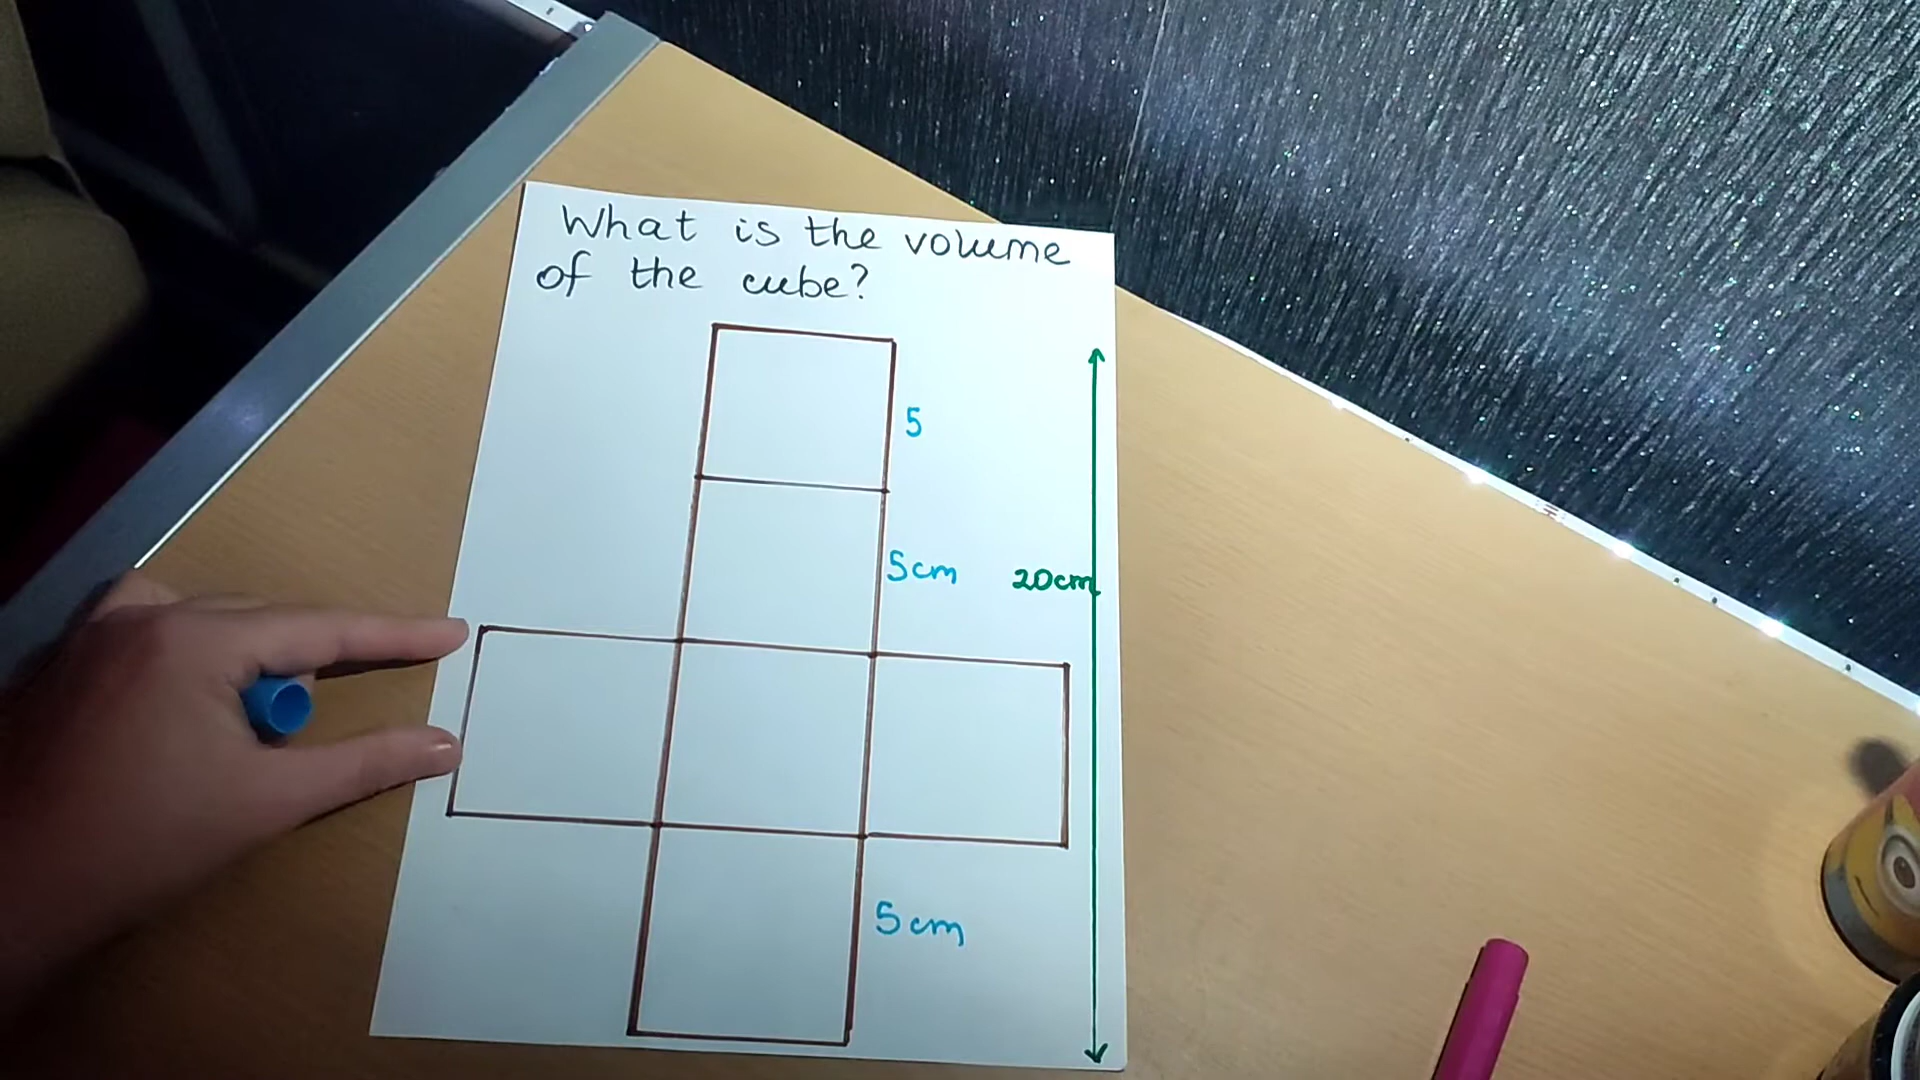 What is the volume
of the cube?
5
5cm
20cm
5cm